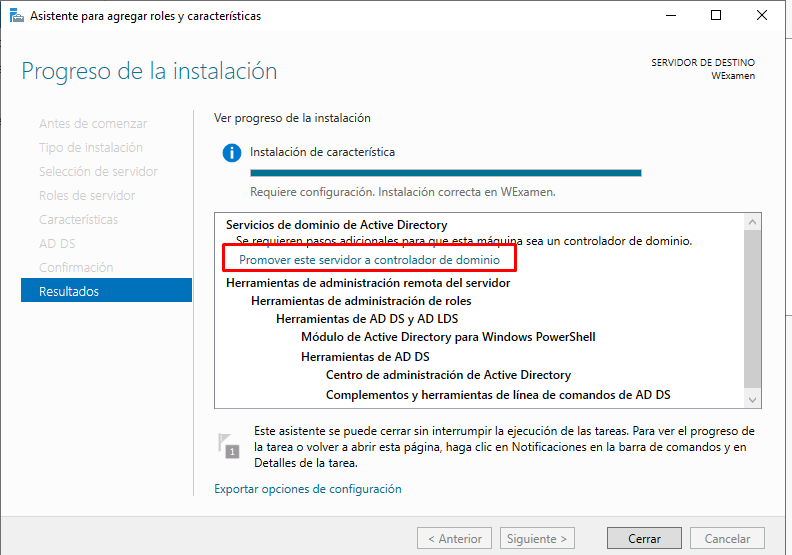 Asistente para agregar roles y características
Progreso de la instalación
SERVIDOR DE DESTINO
WExamen
Antes de comenzar
Tipo de instalación
Selección de servidor
Roles de servidor
Características
AD DS
Confirmación
Resultados
Ver progreso de la instalación
Instalación de característica
Requiere configuración. Instalación correcta en WExamen.
Servicios de dominio de Active Directory
Se requieren pasos adicionales para que esta máquina sea un controlador de dominio.
Promover este servidor a controlador de dominio
Herramientas de administración remota del servidor
Herramientas de administración de roles
Herramientas de AD DS y AD LDS
Módulo de Active Directory para Windows PowerShell
Herramientas de AD DS
Centro de administración de Active Directory
Complementos y herramientas de línea de comandos de AD DS
1
Este asistente se puede cerrar sin interrumpir la ejecución de las tareas. Para ver el progreso de
la tarea o volver a abrir esta página, haga clic en Notificaciones en la barra de comandos y en
Detalles de la tarea.
Exportar opciones de configuración
< Anterior
Siguiente >
Cerrar
Cancelar